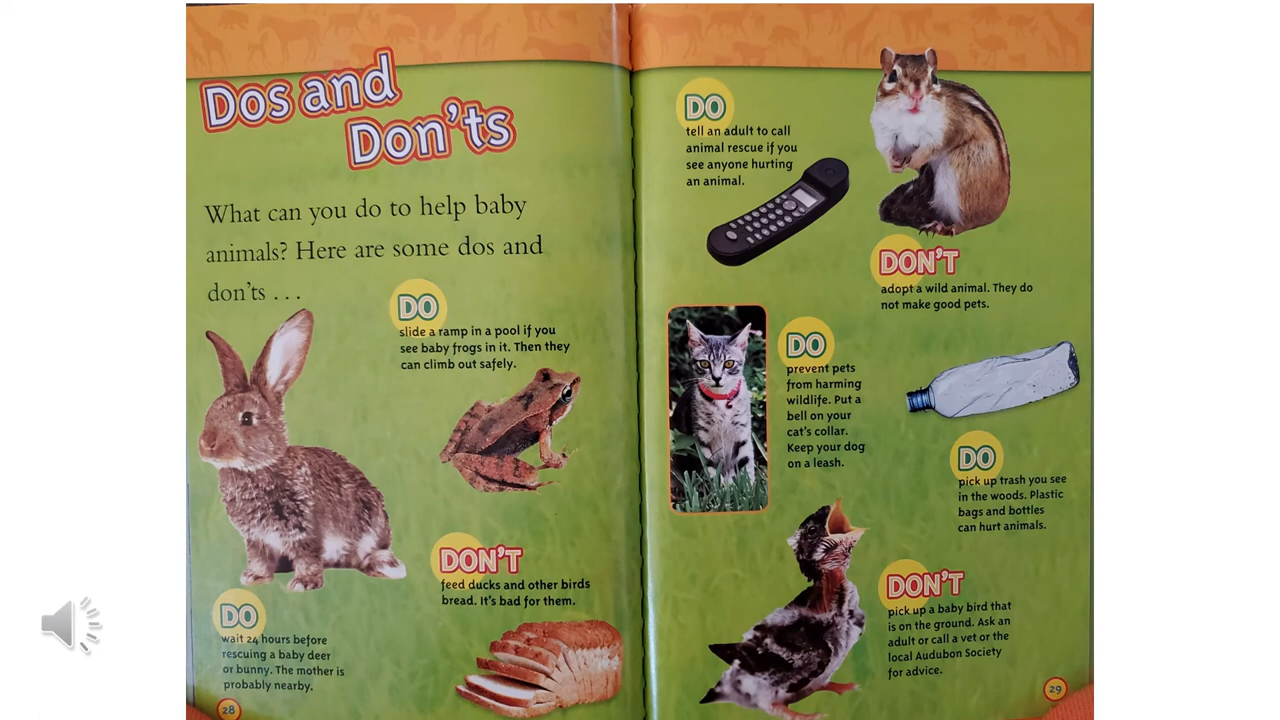 Dos and
Don'ts
What can you do to help baby
animals? Here are some dos and
don'ts . . .
DO
slide a ramp in a pool if you
see baby frogs in it. Then they
can climb out safely.
DON'T
feed ducks and other birds
bread. It's bad for them.
DO
wait 24 hours before
rescuing a baby deer
or bunny. The mother is
probably nearby.
28
DO
tell an adult to call
animal rescue if you
see anyone hurting
an animal.
DON'T
adopt a wild animal. They do
not make good pets.
DO
prevent pets
from harming
wildlife. Put a
bell on your
cat's collar.
Keep your dog
on a leash.
DO
pick up trash you see
in the woods. Plastic
bags and bottles
can hurt animals.
DON'T
pick up a baby bird that
is on the ground. Ask an
adult or call a vet or the
local Audubon Society
for advice.
29